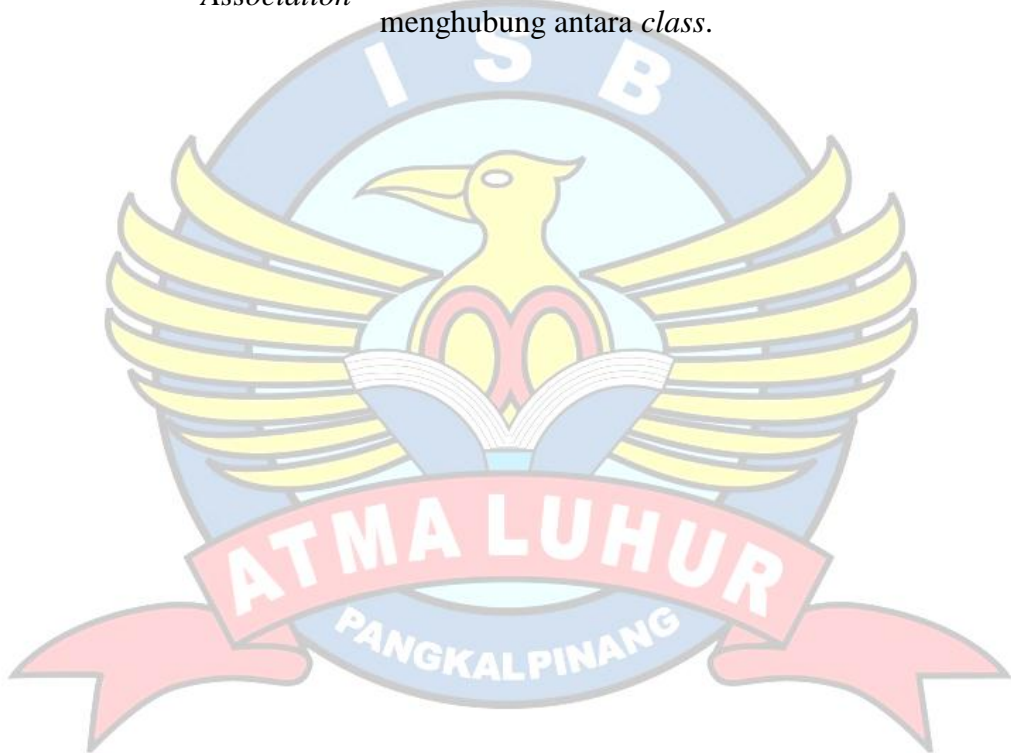 Association
menghubung antara class.
I S B
ATMA LUHUR
PANGKALPINANG